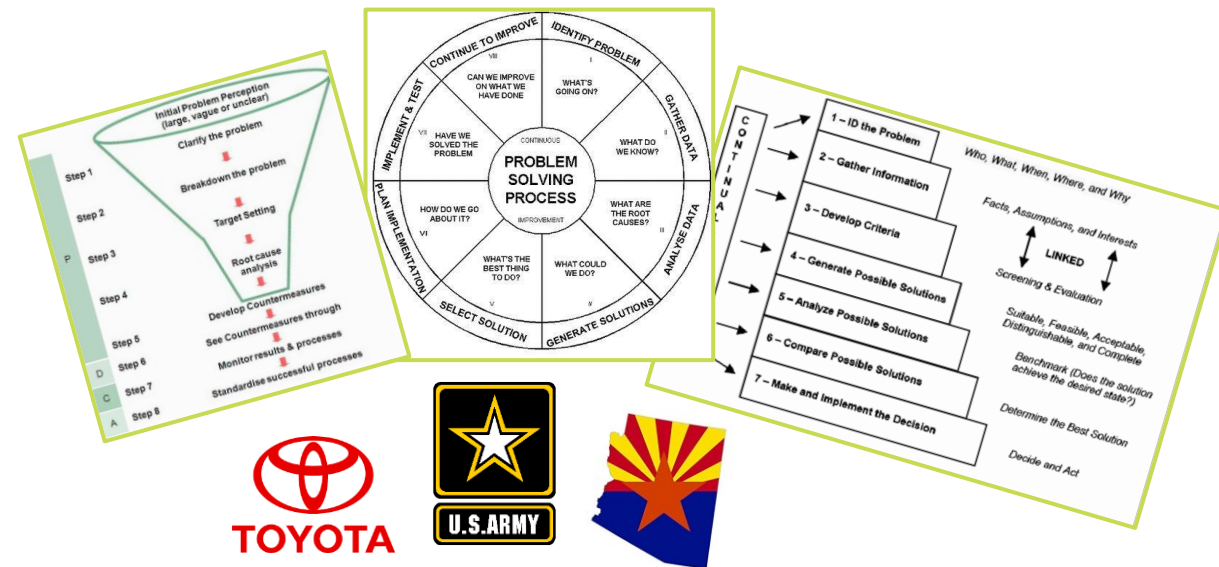 Initial Problem Perception
(large, vague or unclear)
Clarify the problem
Breakdown the problem
Target Setting
Root cause
analysis
Develop Countermeasures
See Countermeasures through
Monitor results & processes
Standardise successful processes
Step 1
Step 2
Step 3
Step 4
Step 5
Step 6
Step 7
Step 8
P
D
C
A
CONTINUE TO IMPROVE
IDENTIFY PROBLEM
GATHER DATA
ANALYSE DATA
GENERATE SOLUTIONS
SELECT SOLUTION
PLAN IMPLEMENTATION
IMPLEMENT & TEST
VIII
CAN WE IMPROVE
ON WHAT WE
HAVE DONE
I
WHAT'S
GOING ON?
II
WHAT DO
WE KNOW?
WHAT ARE
THE ROOT
CAUSES?
III
WHAT COULD
WE DO?
IV
WHAT'S THE
BEST THING
TO DO?
V
HOW DO WE GO
ABOUT IT?
VI
VII
HAVE WE
SOLVED THE
PROBLEM
CONTINUOUS
PROBLEM
SOLVING
PROCESS
IMPROVEMENT
CONTINUAL
1 – ID the Problem
2 – Gather Information
3 – Develop Criteria
4 – Generate Possible Solutions
5 – Analyze Possible Solutions
6 – Compare Possible Solutions
7 – Make and Implement the Decision
Who, What, When, Where, and Why
Facts, Assumptions, and Interests
LINKED
Screening & Evaluation
Suitable, Feasible, Acceptable,
Distinguishable, and Complete
Benchmark (Does the solution
achieve the desired state?)
Determine the Best Solution
Decide and Act
TOYOTA
U.S.ARMY